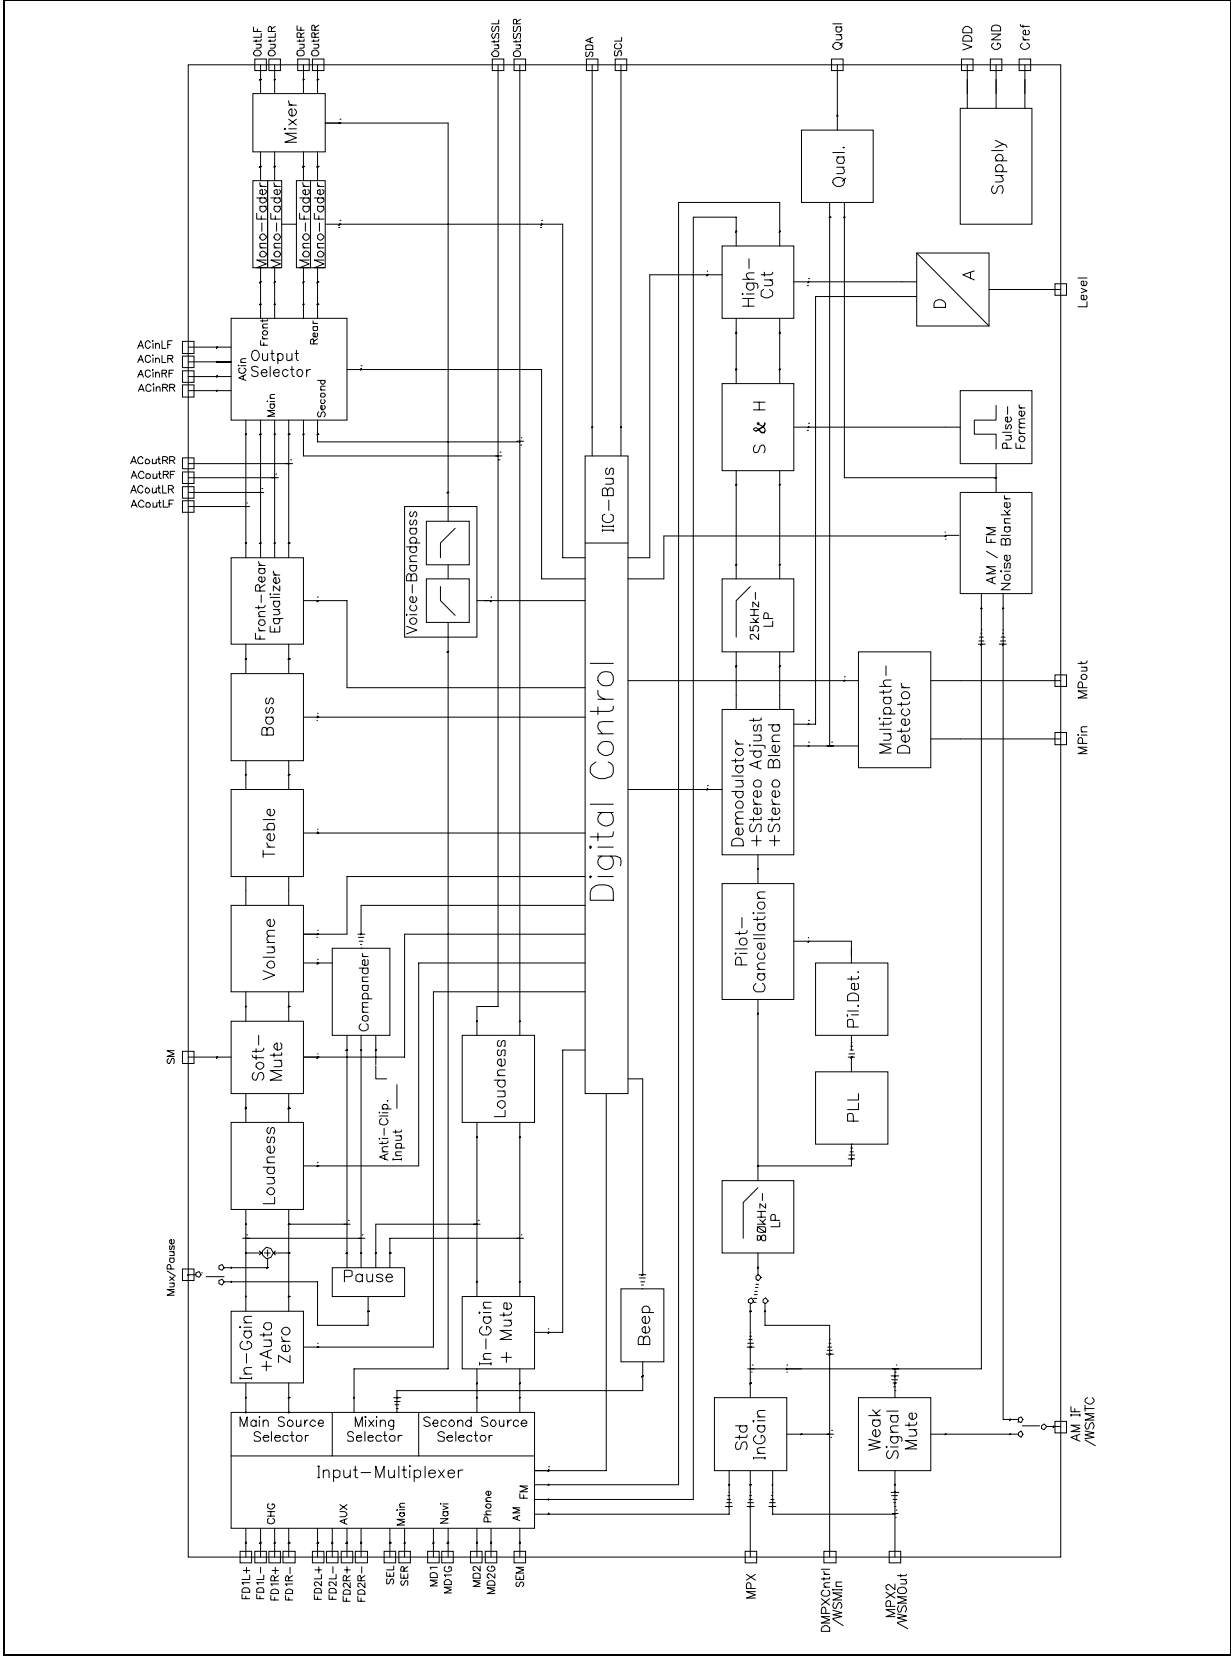 OutLF
OutLR
OutRF
OutRR
OutSSL
OutSSR
SDA
SCL
Qual
VDD
GND
Cref
Mixer
Qual.
Supply
Mono-Fader
Mono-Fader
Mono-Fader
Mono-Fader
High-
Cut
D
A
Level
ACinLF
ACinLR
ACinRF
ACinRR
ACin
Front
Rear
Output
Selector
Main
Second
S & H
Pulse-
Former
ACoutRR
ACoutRF
ACoutLR
ACoutLF
IIC-Bus
Voice-Bandpass
AM / FM
Noise Blanker
Front-Rear
Equalizer
25kHz-
LP
Bass
Digital Control
Demodulator
+Stereo Adjust
+Stereo Blend
Multipath-
Detector
MPout
MPin
Treble
Volume
Compander
Pilot-
Cancellation
Pil.Det.
SM
Soft-
Mute
Loudness
PLL
Anti-Clip.
Input
Loudness
80kHz-
LP
Mux/Pause
Pause
In-Gain
+Auto
Zero
In-Gain
+ Mute
Beep
Main Source
Selector
Mixing
Selector
Second Source
Selector
Input-Multiplexer
Std
InGain
Weak
Signal
Mute
AM IF
/WSMTC
CHG
AUX
Main
Navi
Phone
AM
FM
FD1L+
FD1L-
FD1R+
FD1R-
FD2L+
FD2L-
FD2R+
FD2R-
SEL
SER
MD1
MD1G
MD2
MD2G
SEM
MPX
DMPXCntrl
/WSMIn
MPX2
/WSMOut